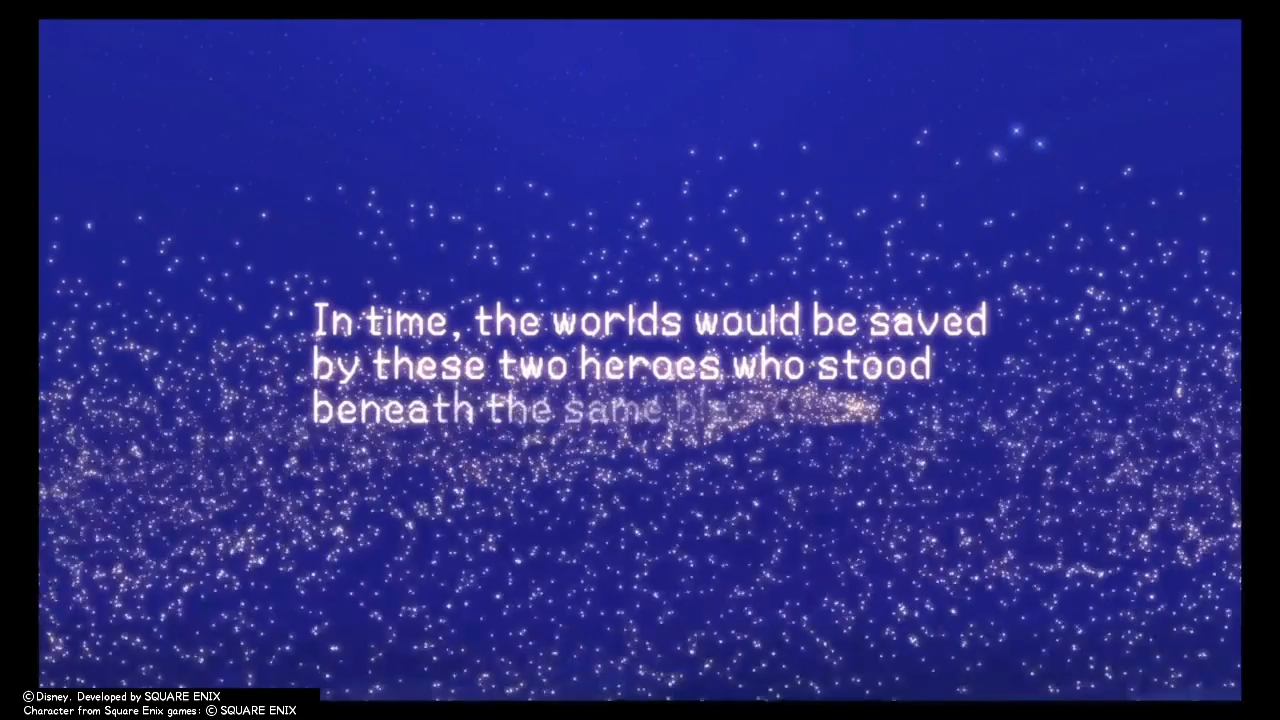 In time, the worlds would be saved
by these two heroes who stood
beneath the same
©Disney. Developed by SQUARE ENIX
Character from Square Enix games: © SQUARE ENIX